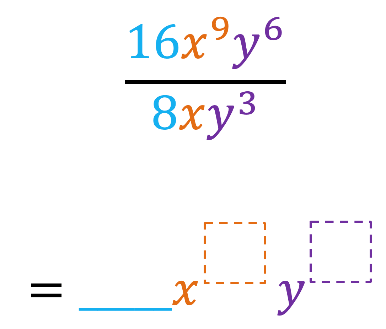 16x⁹y⁶
8xy³
= ____x y